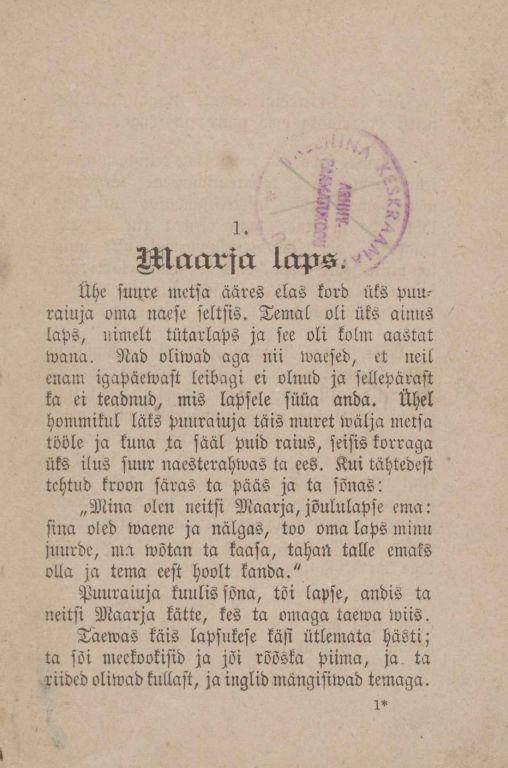 TALLINNA KESKRAAMATUKOGU
ARHIIV-
RAAMATUKOGU
1.
Maarja laps.
Ühe suure metsa ääres elas kord üks puu-
raiuja oma naese seltsis. Temal oli üks ainus
laps, nimelt tütarlaps ja see oli kolm aastat
wana. Nad oliwad aga nii waesed, et neil
enam igapäewast leibagi ei olnud ja sellepärast
ka ei teadnud, mis lapsele süüa anda. Ühel
hommikul läks puuraiuja täis muret wälja metsa
tööle ja kuna ta sääl puid raius, seisis korraga
üks ilus suur naesterahwas ta ees. Kui tähtedest
tehtud kroon säras ta pääs ja ta sõnas:
„Mina olen neitsi Maarja, jõululapse ema:
sina oled waene ja nälgas, too oma laps minu
juurde, ma wõtan ta kaasa, tahan talle emaks
olla ja tema eest hoolt kanda.“
Puuraiuja kuulis sõna, tõi lapse, andis ta
neitsi Maarja kätte, kes ta omaga taewa wiis.
Taewas käis lapsukese käsi ütlemata hästi;
ta sõi meekookisid ja jõi rõõska piima, ja ta
riided oliwad kullast, ja inglid mängisiwad temaga.
1*